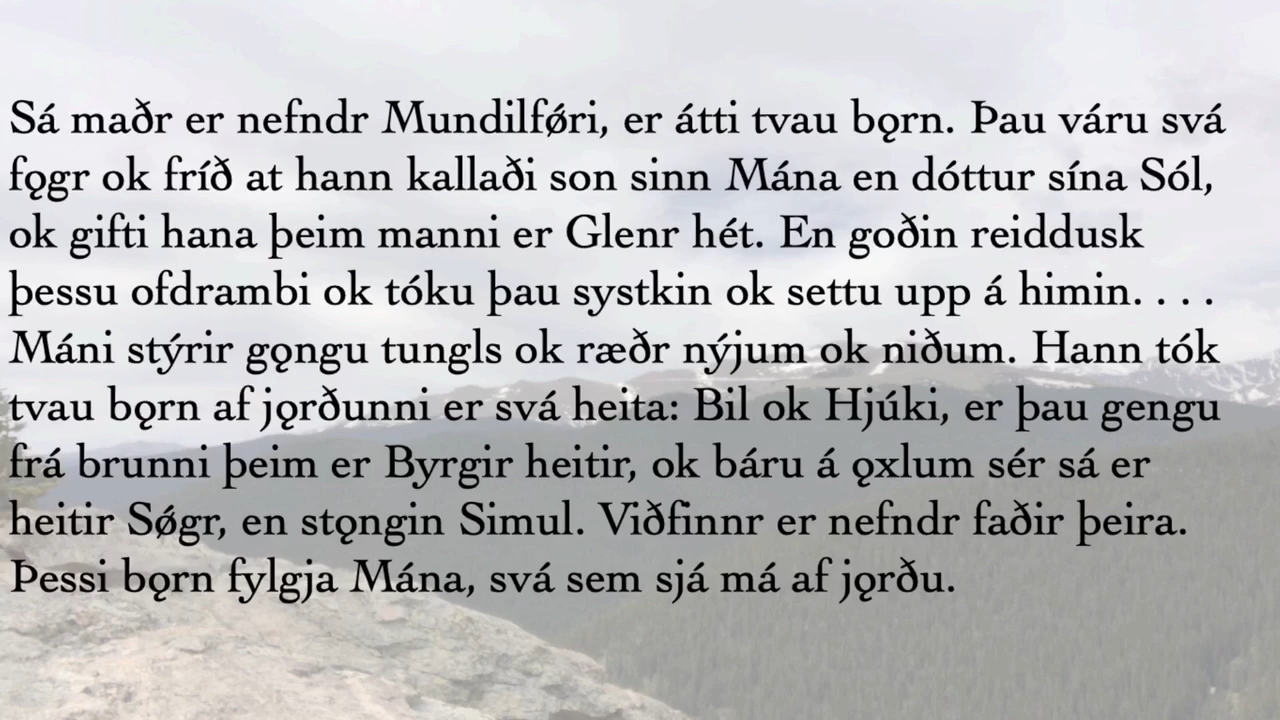 Sá maðr er nefndr Mundilfǿri, er átti tvau bǫrn. Þau váru svá
fǫgr ok fríð at hann kallaði son sinn Mána en dóttur sína Sól,
ok gifti hana þeim manni er Glenr hét. En goðin reiddusk
þessu ofdrambi ok tóku þau systkin ok settu upp á himin. . . .
Máni stýrir gǫngu tungls ok ræðr nýjum ok niðum. Hann tók
tvau bǫrn af jǫrðunni er svá heita: Bil ok Hjúki, er þau gengu
frá brunni þeim er Byrgir heitir, ok báru á ǫxlum sér sá er
heitir Sǿgr, en stǫngin Simul. Viðfinnr er nefndr faðir þeira.
Þessi bǫrn fylgja Mána, svá sem sjá má af jǫrðu.